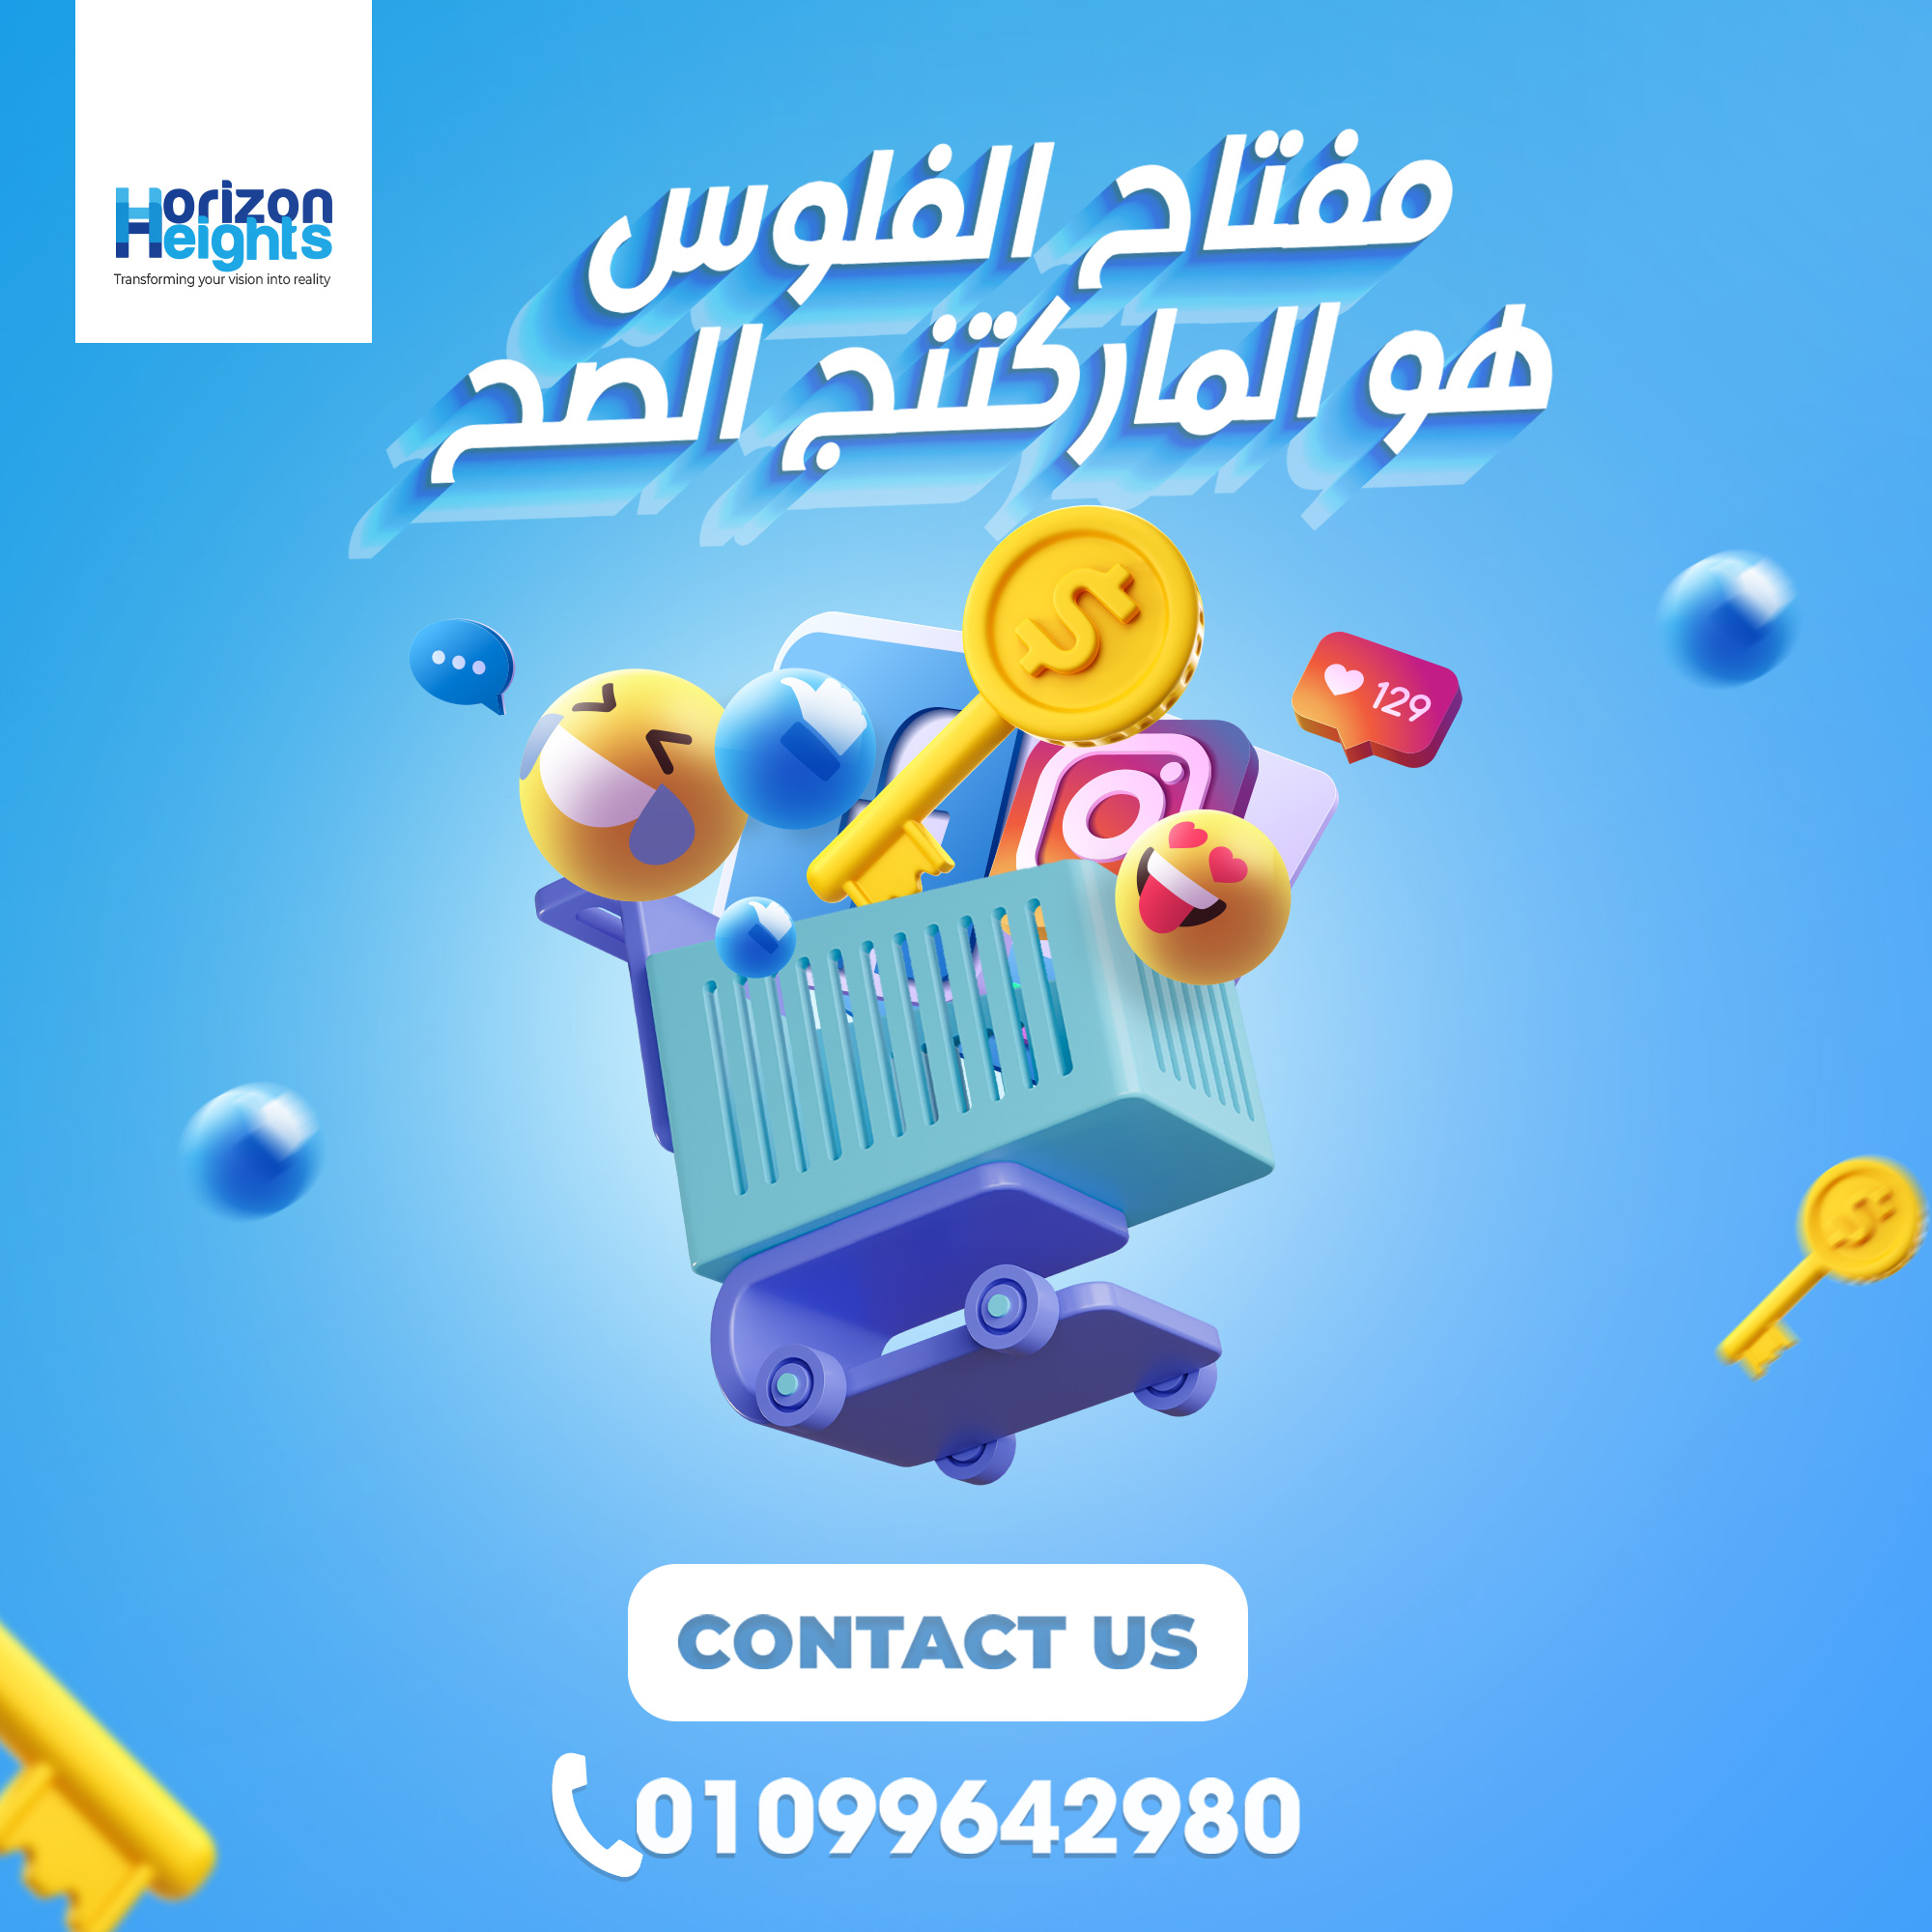 Horizon
Heights
Transforming your vision into reality
مفتاح الفلوس
هو الماركتنج الصح
129
CONTACT US
01099642980